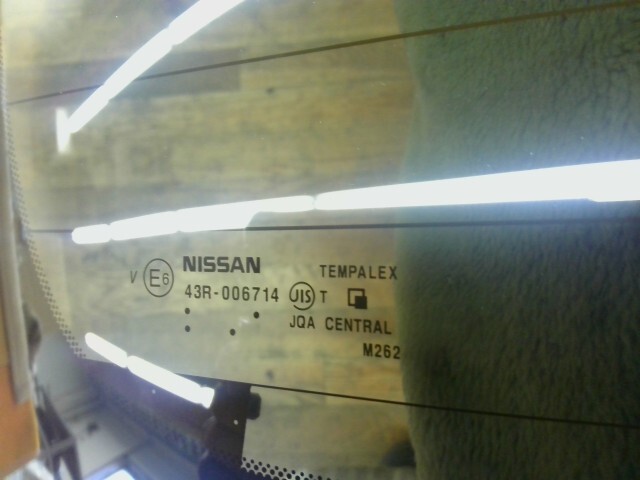 NISSAN
V E6 43R-006714
TEMPALEX
JIS T
JQA CENTRAL
M262